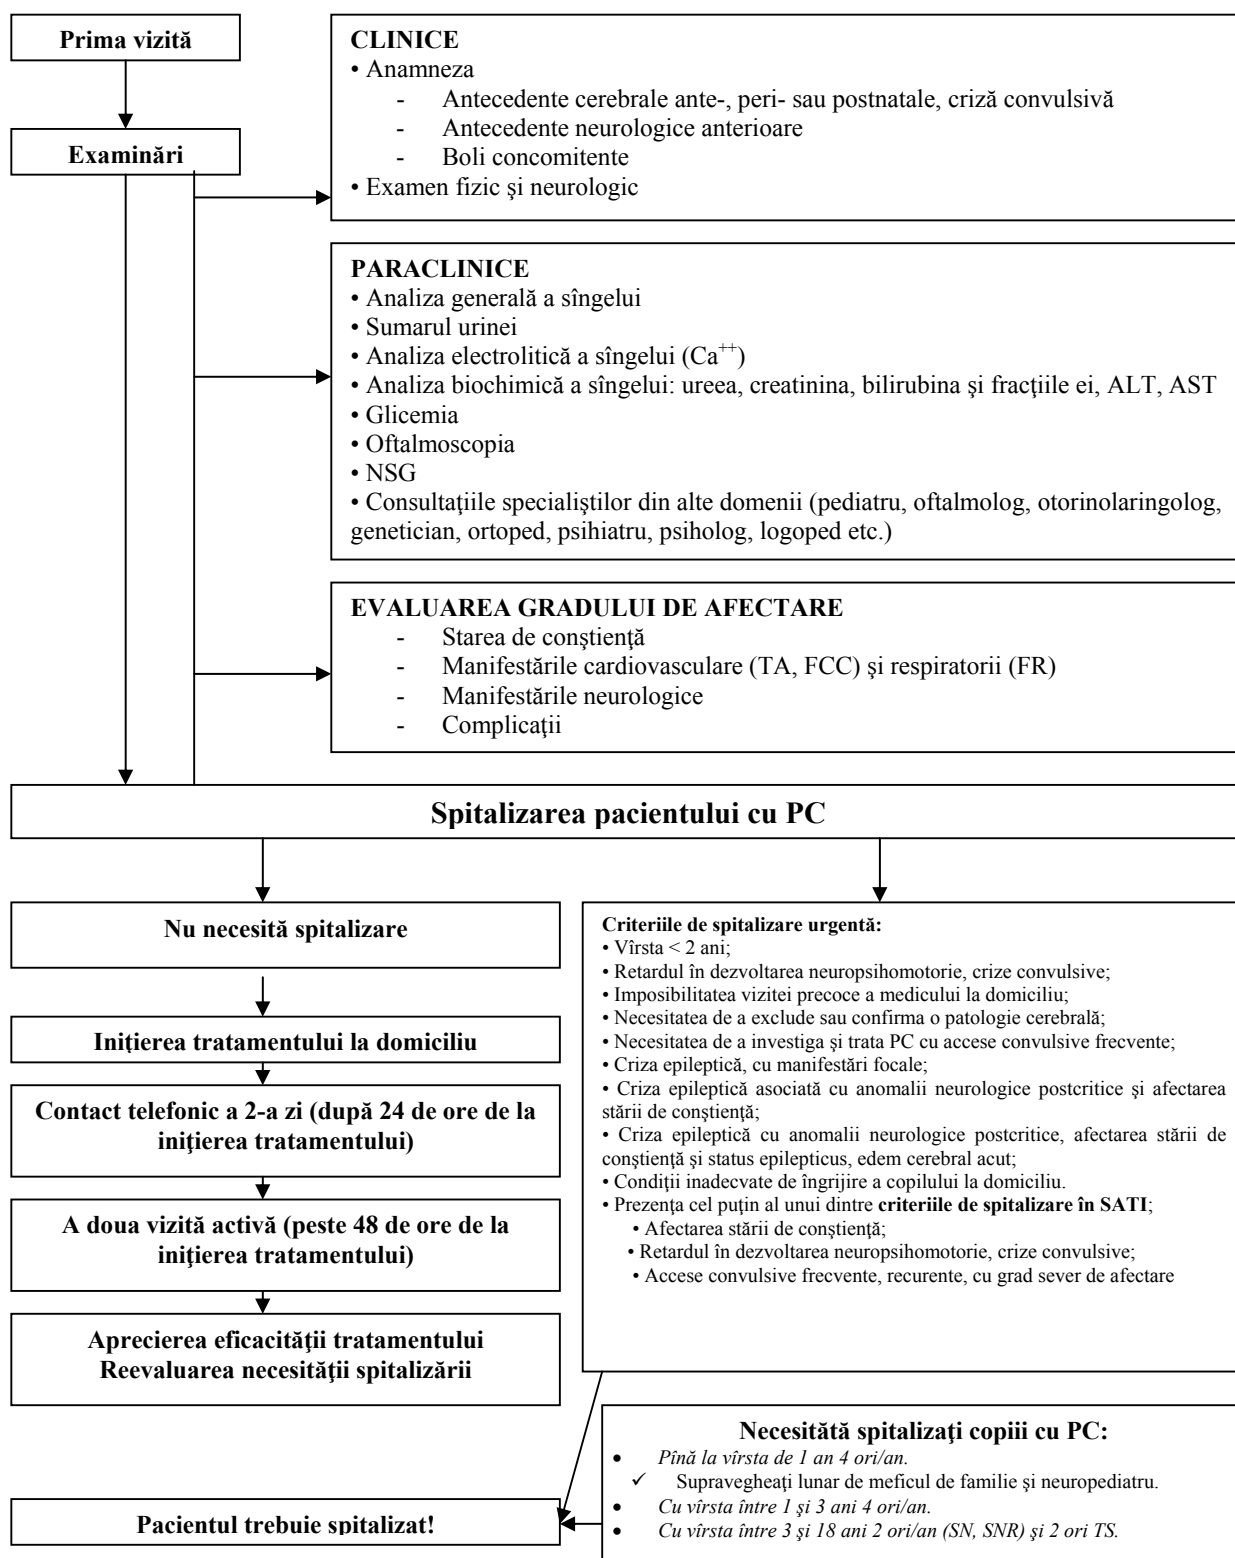 Prima vizită
Examinări
CLINICE
• Anamneza
- Antecedente cerebrale ante-, peri- sau postnatale, criză convulsivă
- Antecedente neurologice anterioare
- Boli concomitente
• Examen fizic şi neurologic
PARACLINICE
• Analiza generală a sîngelui
• Sumarul urinei
• Analiza electrolitică a sîngelui (Ca⁺⁺)
• Analiza biochimică a sîngelui: ureea, creatinina, bilirubina şi fracţiile ei, ALT, AST
• Glicemia
• Oftalmoscopia
• NSG
• Consultaţiile specialiştilor din alte domenii (pediatru, oftalmolog, otorinolaringolog,
genetician, ortoped, psihiatru, psiholog, logoped etc.)
EVALUAREA GRADULUI DE AFECTARE
- Starea de conştienţă
- Manifestările cardiovasculare (TA, FCC) şi respiratorii (FR)
- Manifestările neurologice
- Complicaţii
Spitalizarea pacientului cu PC
Nu necesită spitalizare
Iniţierea tratamentului la domiciliu
Contact telefonic a 2-a zi (după 24 de ore de la
iniţierea tratamentului)
A doua vizită activă (peste 48 de ore de la
iniţierea tratamentului)
Aprecierea eficacităţii tratamentului
Reevaluarea necesităţii spitalizării
Pacientul trebuie spitalizat!
Criteriile de spitalizare urgentă:
• Vîrsta < 2 ani;
• Retardul în dezvoltarea neuropsihomotorie, crize convulsive;
• Imposibilitatea vizitei precoce a medicului la domiciliu;
• Necesitatea de a exclude sau confirma o patologie cerebrală;
• Necesitatea de a investiga şi trata PC cu accese convulsive frecvente;
• Criza epileptică, cu manifestări focale;
• Criza epileptică asociată cu anomalii neurologice postcritice şi afectarea
stării de conştienţă;
• Criza epileptică cu anomalii neurologice postcritice, afectarea stării de
conştienţă şi status epilepticus, edem cerebral acut;
• Condiţii inadecvate de îngrijire a copilului la domiciliu.
• Prezenţa cel puţin al unui dintre criteriile de spitalizare în SATI;
• Afectarea stării de conştienţă;
• Retardul în dezvoltarea neuropsihomotorie, crize convulsive;
• Accese convulsive frecvente, recurente, cu grad sever de afectare
Necesitătă spitalizaţi copiii cu PC:
• Pînă la vîrsta de 1 an 4 ori/an.
✓ Supravegheaţi lunar de meficul de familie şi neuropediatru.
• Cu vîrsta între 1 şi 3 ani 4 ori/an.
• Cu vîrsta între 3 şi 18 ani 2 ori/an (SN, SNR) şi 2 ori TS.